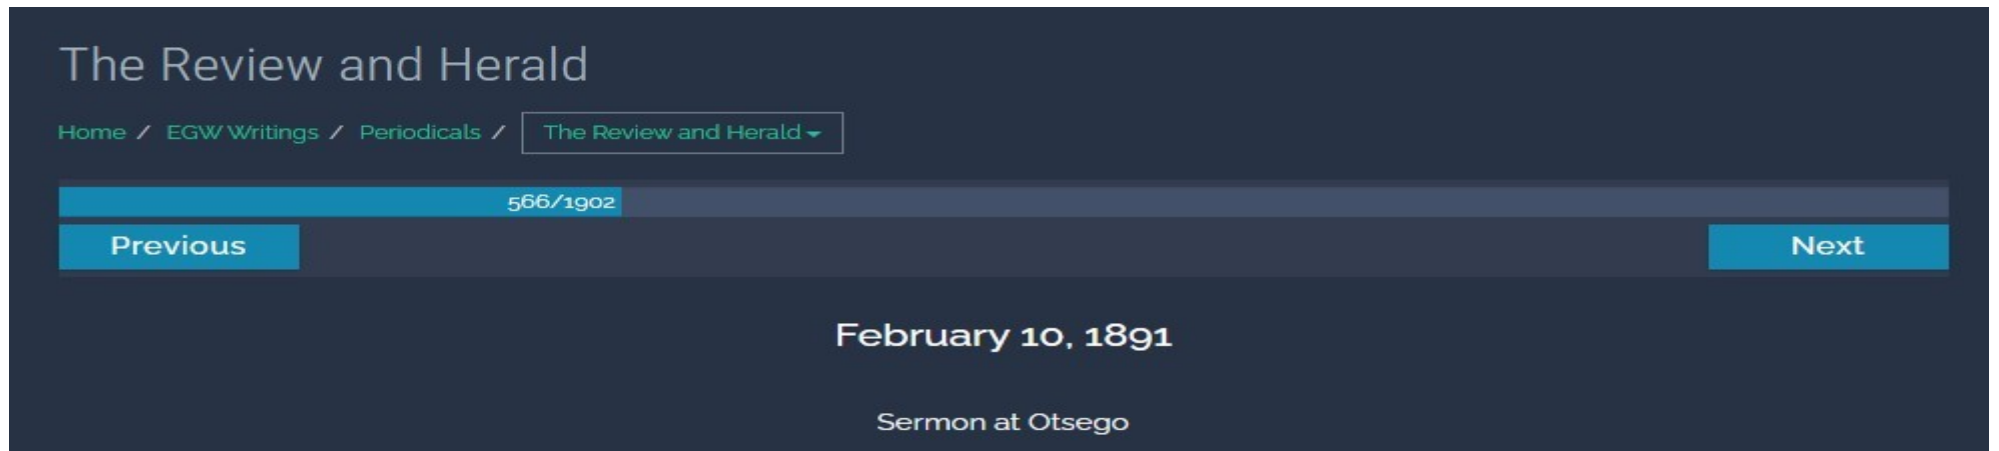 The Review and Herald
Home / EGW Writings / Periodicals / The Review and Herald
566/1902
Previous Next
February 10, 1891
Sermon at Otsego